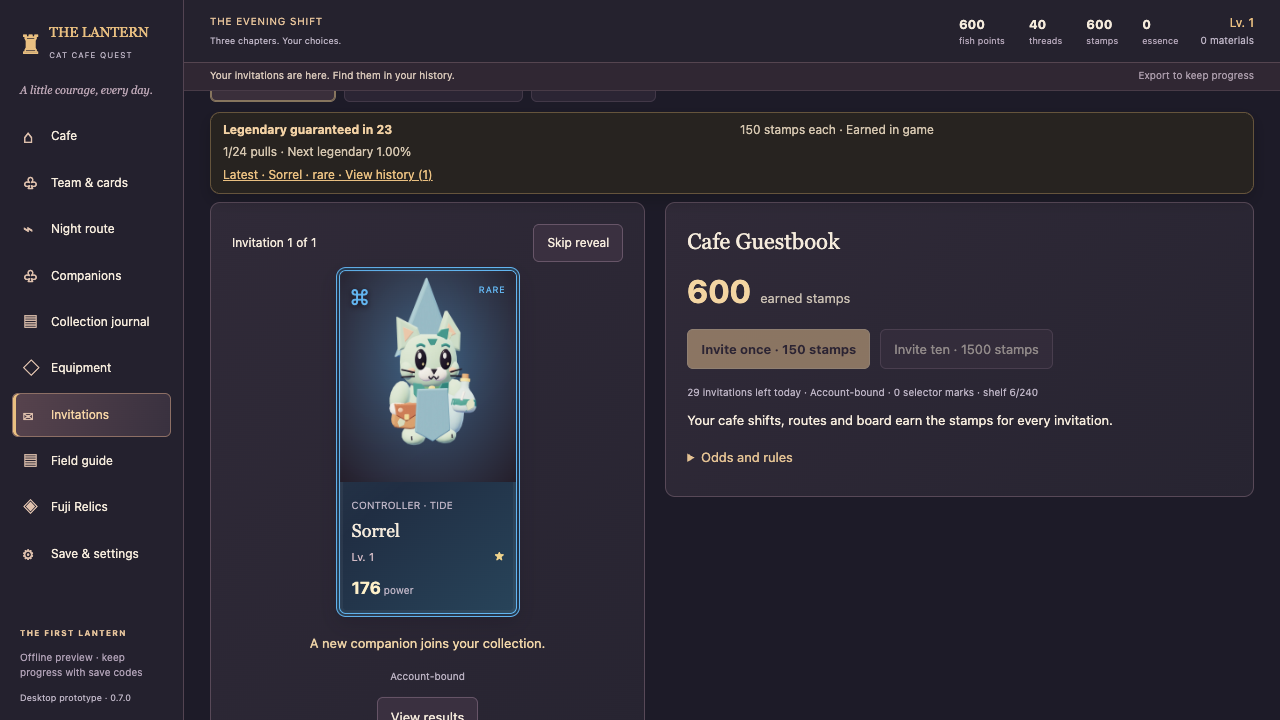 THE LANTERN
CAT CAFE QUEST
A little courage, every day.
Cafe
Team & cards
Night route
Companions
Collection journal
Equipment
Invitations
Field guide
Fuji Relics
Save & settings
THE FIRST LANTERN
Offline preview · keep
progress with save codes
Desktop prototype · 0.7.0
THE EVENING SHIFT
Three chapters. Your choices.
600
fish points
40
threads
600
stamps
0
essence
Lv. 1
0 materials
Your invitations are here. Find them in your history.
Export to keep progress
Legendary guaranteed in 23
150 stamps each · Earned in game
1/24 pulls · Next legendary 1.00%
Latest · Sorrel · rare · View history (1)
Invitation 1 of 1
Skip reveal
RARE
CONTROLLER · TIDE
Sorrel
Lv. 1
176 power
A new companion joins your collection.
Account-bound
View results
Cafe Guestbook
600 earned stamps
Invite once · 150 stamps
Invite ten · 1500 stamps
29 invitations left today · Account-bound · 0 selector marks · shelf 6/240
Your cafe shifts, routes and board earn the stamps for every invitation.
Odds and rules